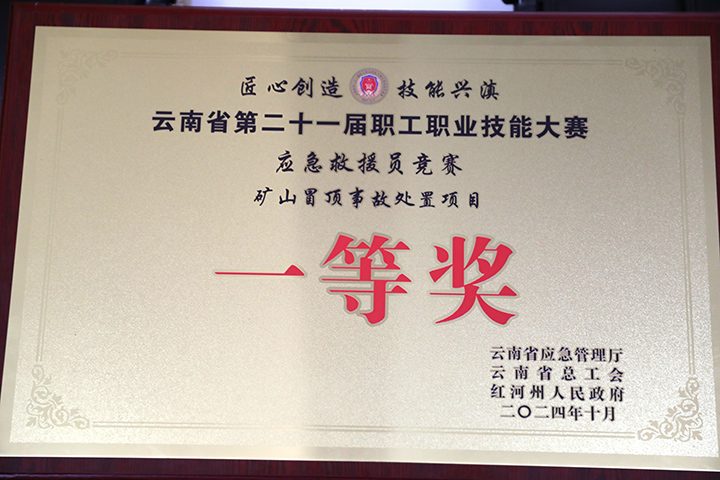 匠心创造 技能兴滇
云南省第二十一届职工职业技能大赛
应急救援员竞赛
矿山冒顶事故处置项目
一等奖
云南省应急管理厅
云南省总工会
红河州人民政府
二〇二四年十月